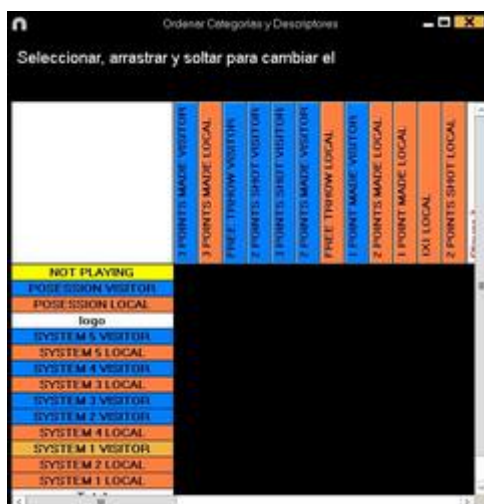 Ordenar Categorias y Descriptores
Seleccionar, arrastrar y soltar para cambiar el
3 POINTS MADE VISITOR
3 POINTS MADE LOCAL
FREE TRHOW VISITOR
2 POINTS SHOT VISITOR
3 POINTS SHOT VISITOR
2 POINTS MADE VISITOR
FREE TRHOW LOCAL
1 POINT MADE VISITOR
2 POINTS MADE LOCAL
1 POINT MADE LOCAL
1X1 LOCAL
2 POINTS SHOT LOCAL
NOT PLAYING
POSESSION VISITOR
POSESSION LOCAL
logo
SYSTEM 5 VISITOR
SYSTEM 5 LOCAL
SYSTEM 4 VISITOR
SYSTEM 3 LOCAL
SYSTEM 3 VISITOR
SYSTEM 2 VISITOR
SYSTEM 4 LOCAL
SYSTEM 1 VISITOR
SYSTEM 2 LOCAL
SYSTEM 1 LOCAL